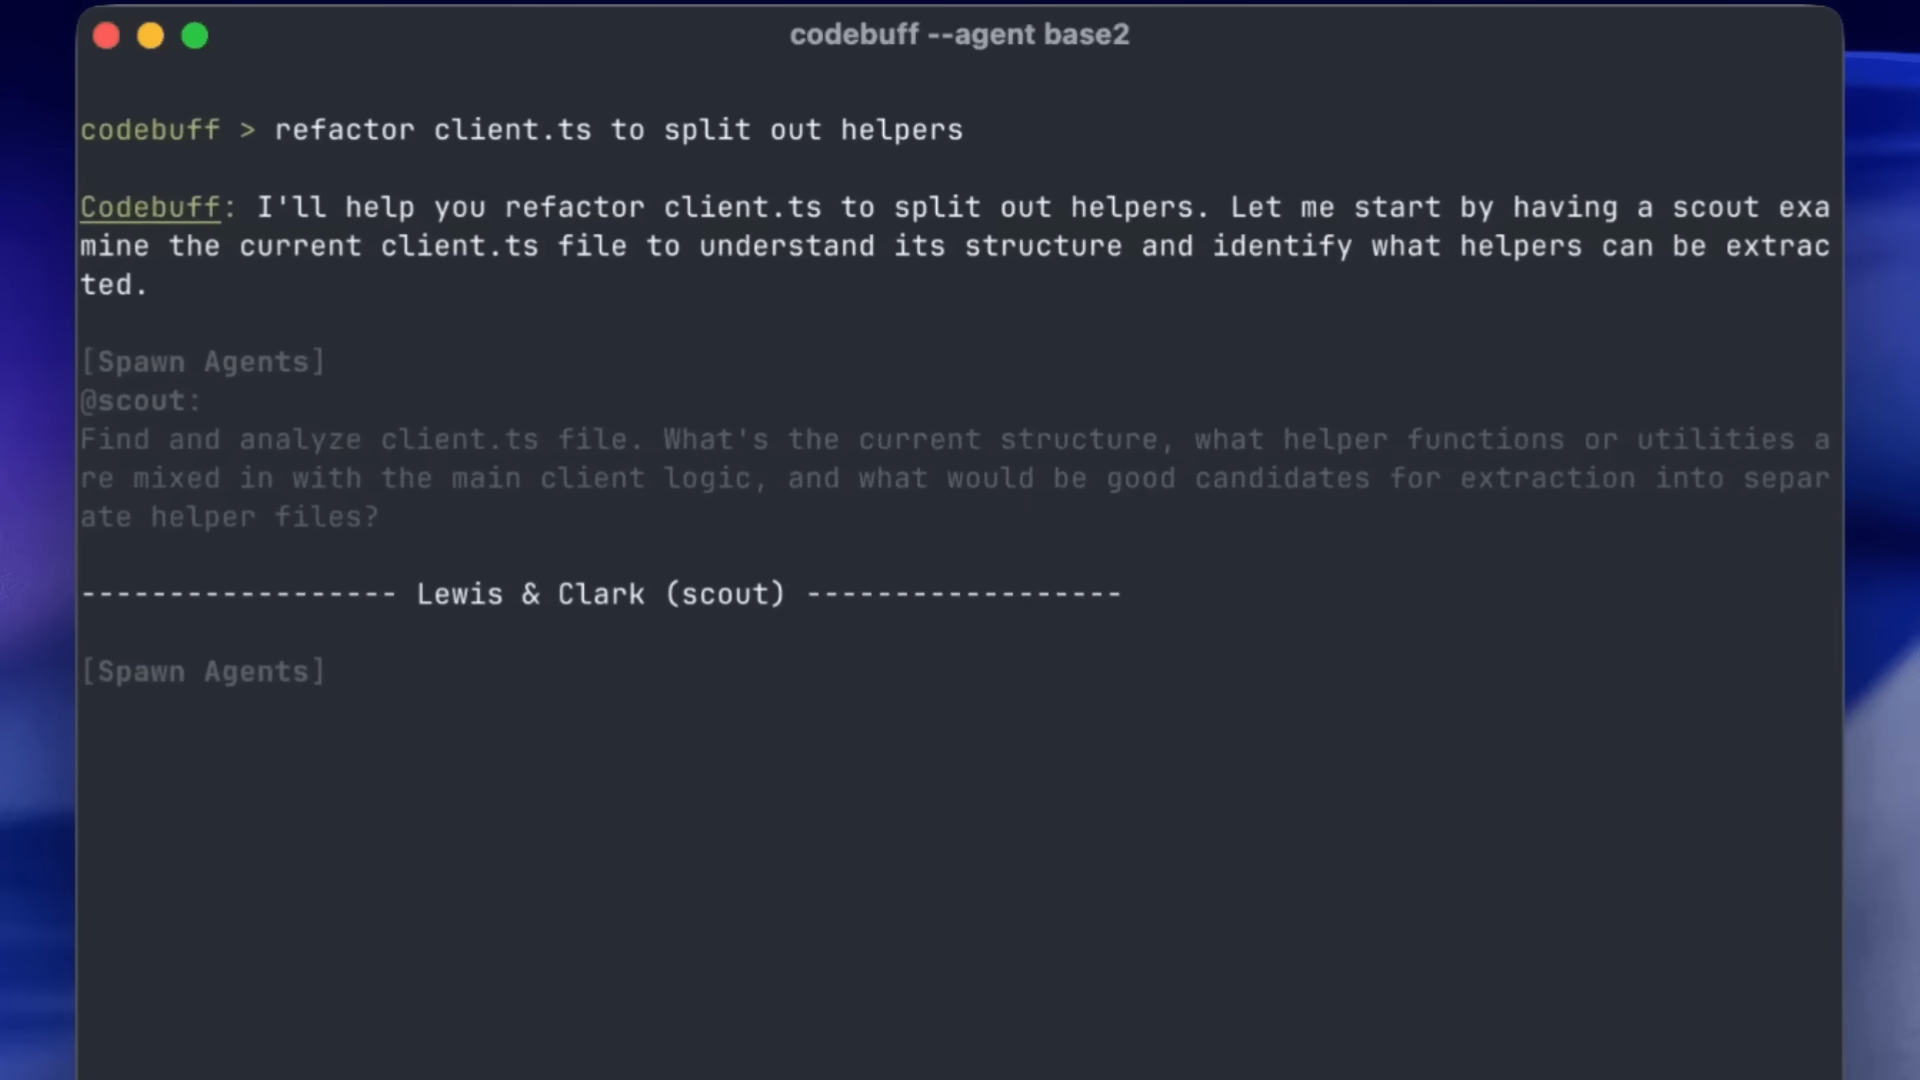 codebuff --agent base2
codebuff > refactor client.ts to split out helpers
Codebuff: I'll help you refactor client.ts to split out helpers. Let me start by having a scout exa
mine the current client.ts file to understand its structure and identify what helpers can be extrac
ted.
[Spawn Agents]
@scout:
Find and analyze client.ts file. What's the current structure, what helper functions or utilities a
re mixed in with the main client logic, and what would be good candidates for extraction into separ
ate helper files?
------------------ Lewis & Clark (scout) ------------------
[Spawn Agents]